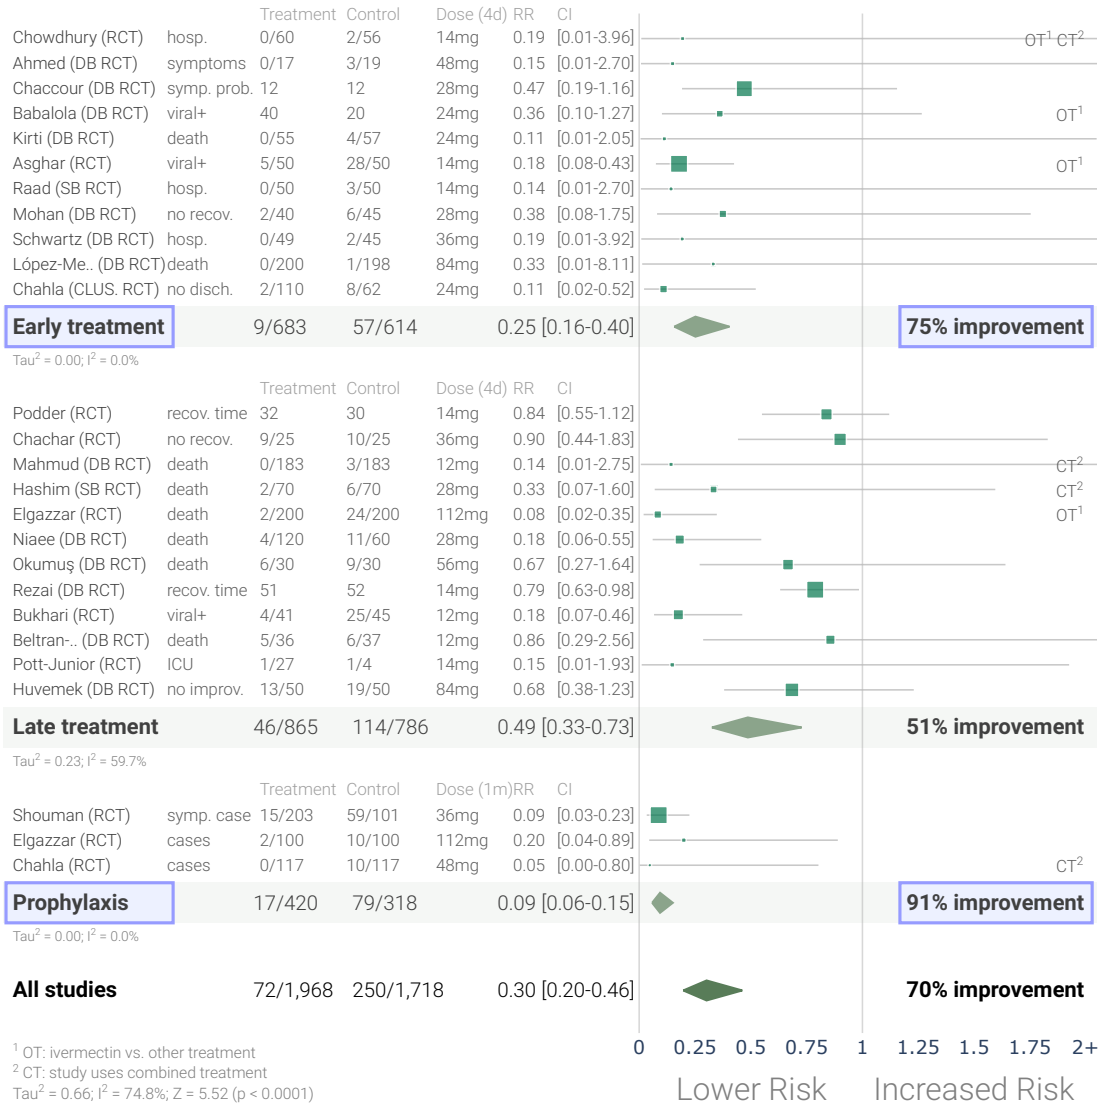 Treatment Control Dose (4d) RR CI
Chowdhury (RCT) hosp. 0/60 2/56 14mg 0.19 [0.01-3.96] OT¹ CT²
Ahmed (DB RCT) symptoms 0/17 3/19 48mg 0.15 [0.01-2.70]
Chaccour (DB RCT) symp. prob. 12 12 28mg 0.47 [0.19-1.16]
Babalola (DB RCT) viral+ 40 20 24mg 0.36 [0.10-1.27] OT¹
Kirti (DB RCT) death 0/55 4/57 24mg 0.11 [0.01-2.05]
Asghar (RCT) viral+ 5/50 28/50 14mg 0.18 [0.08-0.43] OT¹
Raad (SB RCT) hosp. 0/50 3/50 14mg 0.14 [0.01-2.70]
Mohan (DB RCT) no recov. 2/40 6/45 28mg 0.38 [0.08-1.75]
Schwartz (DB RCT) hosp. 0/49 2/45 36mg 0.19 [0.01-3.92]
López-Me.. (DB RCT) death 0/200 1/198 84mg 0.33 [0.01-8.11]
Chahla (CLUS. RCT) no disch. 2/110 8/62 24mg 0.11 [0.02-0.52]
Early treatment 9/683 57/614 0.25 [0.16-0.40] 75% improvement
Tau² = 0.00; I² = 0.0%
Treatment Control Dose (4d) RR CI
Podder (RCT) recov. time 32 30 14mg 0.84 [0.55-1.12]
Chachar (RCT) no recov. 9/25 10/25 36mg 0.90 [0.44-1.83]
Mahmud (DB RCT) death 0/183 3/183 12mg 0.14 [0.01-2.75] CT²
Hashim (SB RCT) death 2/70 6/70 28mg 0.33 [0.07-1.60] CT²
Elgazzar (RCT) death 2/200 24/200 112mg 0.08 [0.02-0.35] OT¹
Niaee (DB RCT) death 4/120 11/60 28mg 0.18 [0.06-0.55]
Okumuş (DB RCT) death 6/30 9/30 56mg 0.67 [0.27-1.64]
Rezai (DB RCT) recov. time 51 52 14mg 0.79 [0.63-0.98]
Bukhari (RCT) viral+ 4/41 25/45 12mg 0.18 [0.07-0.46]
Beltran-.. (DB RCT) death 5/36 6/37 12mg 0.86 [0.29-2.56]
Pott-Junior (RCT) ICU 1/27 1/4 14mg 0.15 [0.01-1.93]
Huvemek (DB RCT) no improv. 13/50 19/50 84mg 0.68 [0.38-1.23]
Late treatment 46/865 114/786 0.49 [0.33-0.73] 51% improvement
Tau² = 0.23; I² = 59.7%
Treatment Control Dose (1m) RR CI
Shouman (RCT) symp. case 15/203 59/101 36mg 0.09 [0.03-0.23]
Elgazzar (RCT) cases 2/100 10/100 112mg 0.20 [0.04-0.89]
Chahla (RCT) cases 0/117 10/117 48mg 0.05 [0.00-0.80] CT²
Prophylaxis 17/420 79/318 0.09 [0.06-0.15] 91% improvement
Tau² = 0.00; I² = 0.0%
All studies 72/1,968 250/1,718 0.30 [0.20-0.46] 70% improvement
0 0.25 0.5 0.75 1 1.25 1.5 1.75 2+
¹ OT: ivermectin vs. other treatment
² CT: study uses combined treatment
Tau² = 0.66; I² = 74.8%; Z = 5.52 (p < 0.0001)
Lower Risk Increased Risk